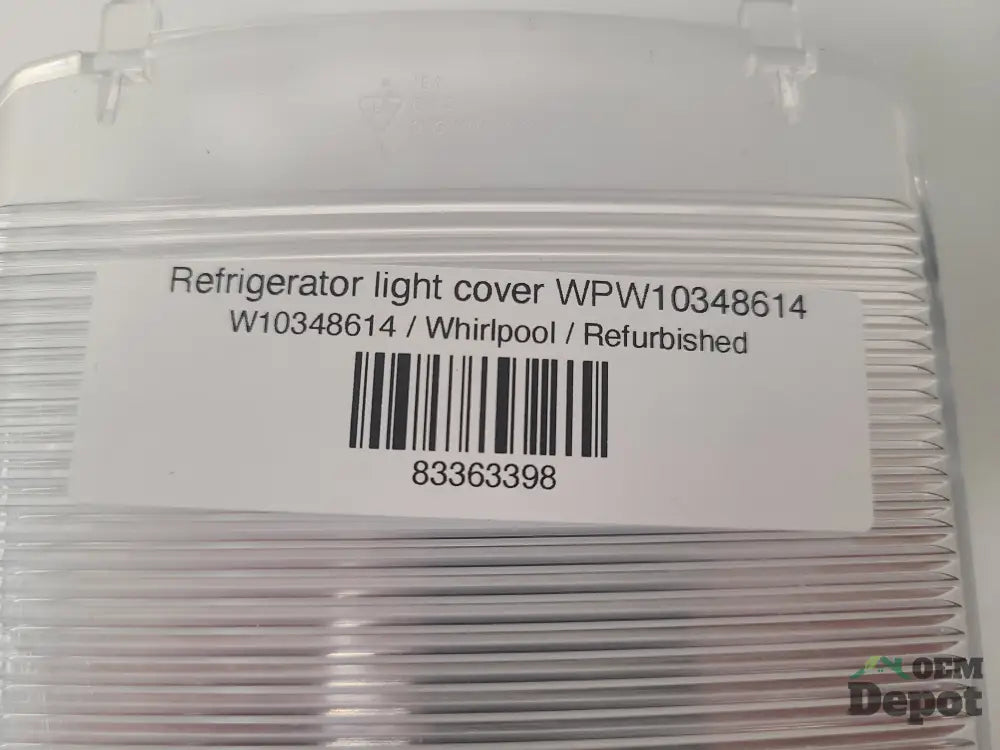 Refrigerator light cover WPW10348614
W10348614 / Whirlpool / Refurbished
83363398
OEM
Depot